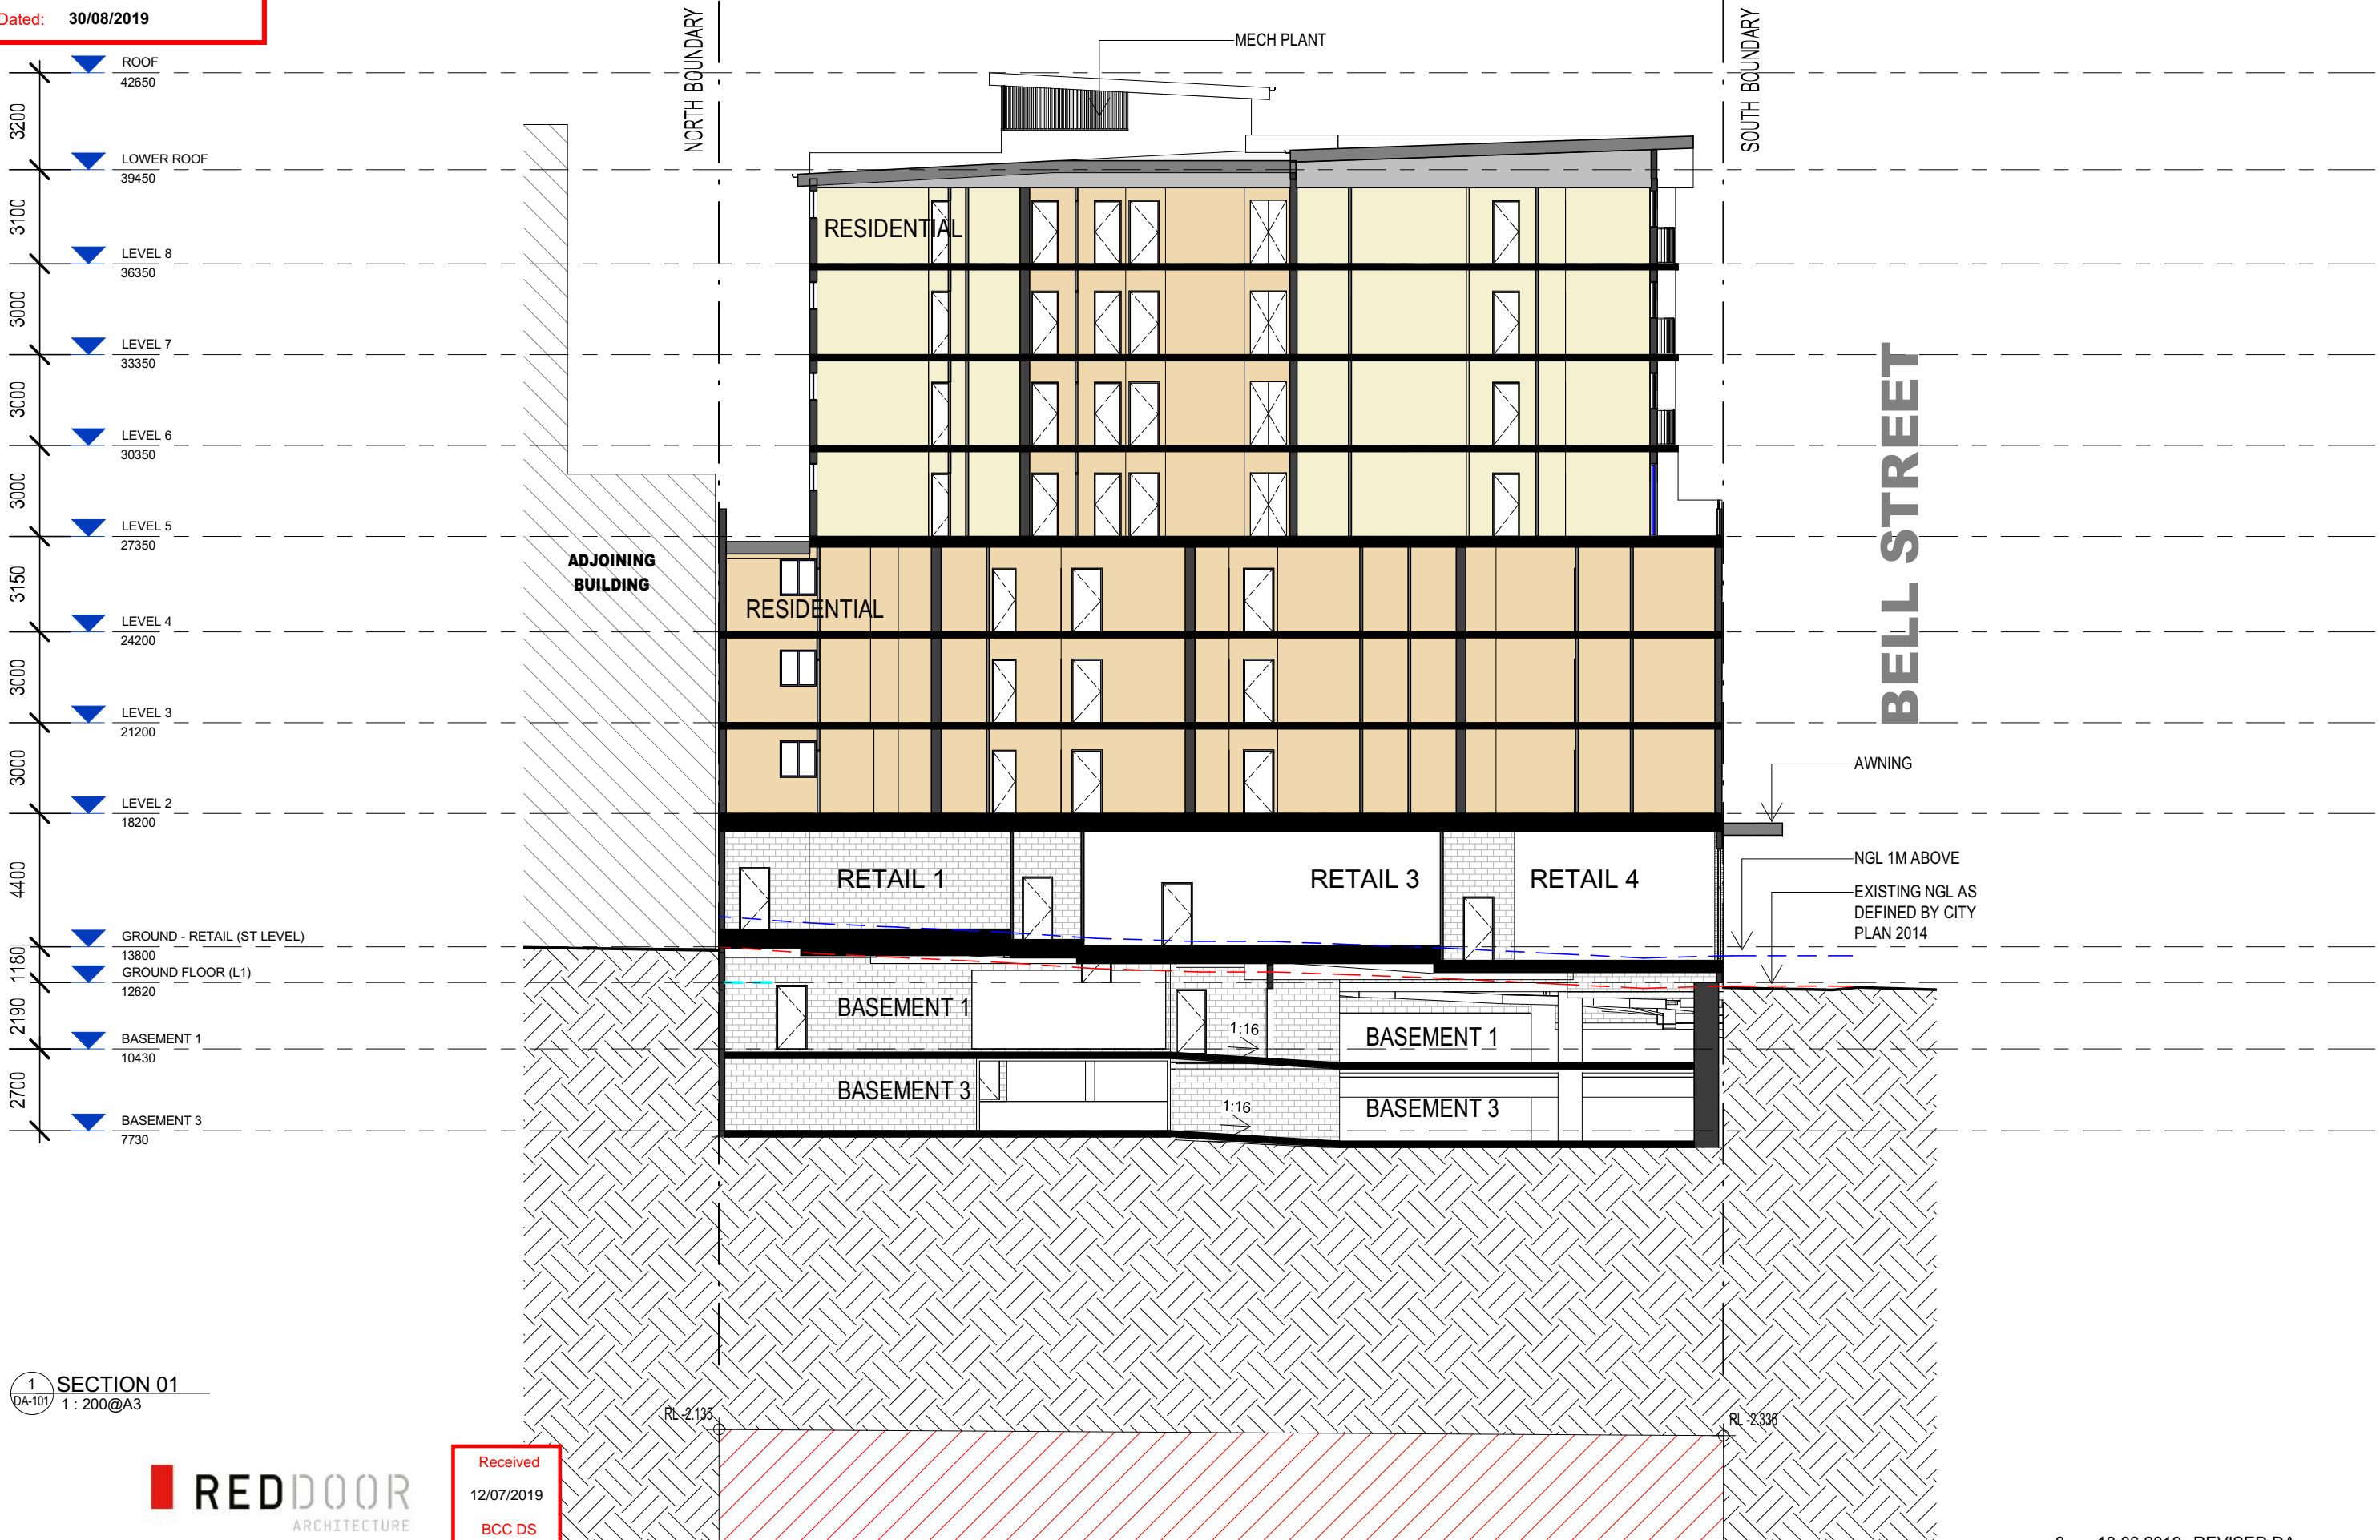 Dated: 30/08/2019
ROOF
42650
3200
LOWER ROOF
39450
3100
LEVEL 8
36350
3000
LEVEL 7
33350
3000
LEVEL 6
30350
3000
LEVEL 5
27350
3150
LEVEL 4
24200
3000
LEVEL 3
21200
3000
LEVEL 2
18200
4400
GROUND - RETAIL (ST LEVEL)
13800
1180
GROUND FLOOR (L1)
12620
2190
BASEMENT 1
10430
2700
BASEMENT 3
7730
NORTH BOUNDARY
MECH PLANT
SOUTH BOUNDARY
RESIDENTIAL
ADJOINING
BUILDING
RESIDENTIAL
BELL STREET
AWNING
RETAIL 1
RETAIL 3
RETAIL 4
NGL 1M ABOVE
EXISTING NGL AS
DEFINED BY CITY
PLAN 2014
BASEMENT 1
1:16
BASEMENT 1
BASEMENT 3
1:16
BASEMENT 3
1
DA-101
SECTION 01
1 : 200@A3
RL -2.135
RL -2.336
REDDOOR
ARCHITECTURE
Received
12/07/2019
BCC DS
REVISED DA